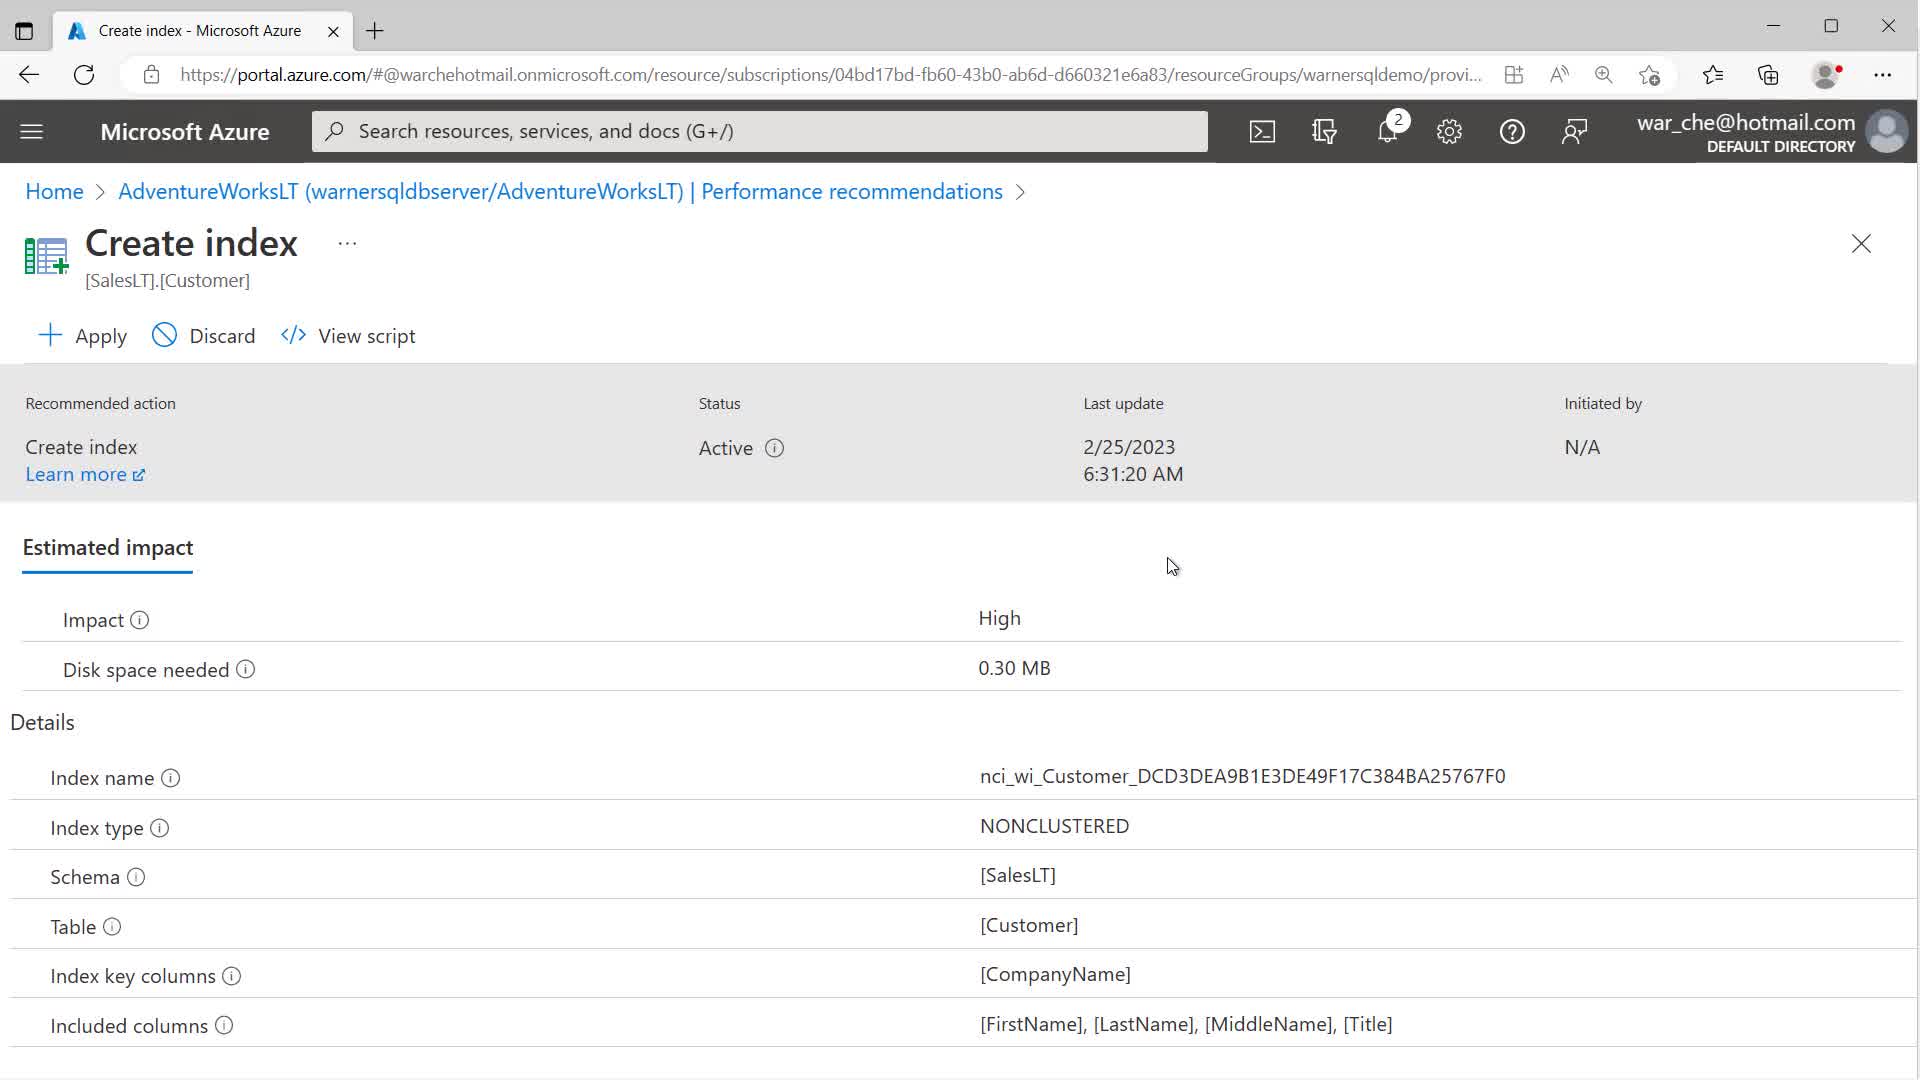 Create index - Microsoft Azure
https://portal.azure.com/#@warchehotmail.onmicrosoft.com/resource/subscriptions/04bd17bd-fb60-43b0-ab6d-d660321e6a83/resourceGroups/warnersqldemo/provi...
Microsoft Azure
Search resources, services, and docs (G+/)
2
war_che@hotmail.com
DEFAULT DIRECTORY
Home > AdventureWorksLT (warnersqldbserver/AdventureWorksLT) | Performance recommendations >
Create index ...
[SalesLT].[Customer]
Apply Discard View script
Recommended action Status Last update Initiated by
Create index Active 2/25/2023 N/A
Learn more 6:31:20 AM
Estimated impact
Impact High
Disk space needed 0.30 MB
Details
Index name nci_wi_Customer_DCD3DEA9B1E3DE49F17C384BA25767F0
Index type NONCLUSTERED
Schema [SalesLT]
Table [Customer]
Index key columns [CompanyName]
Included columns [FirstName], [LastName], [MiddleName], [Title]